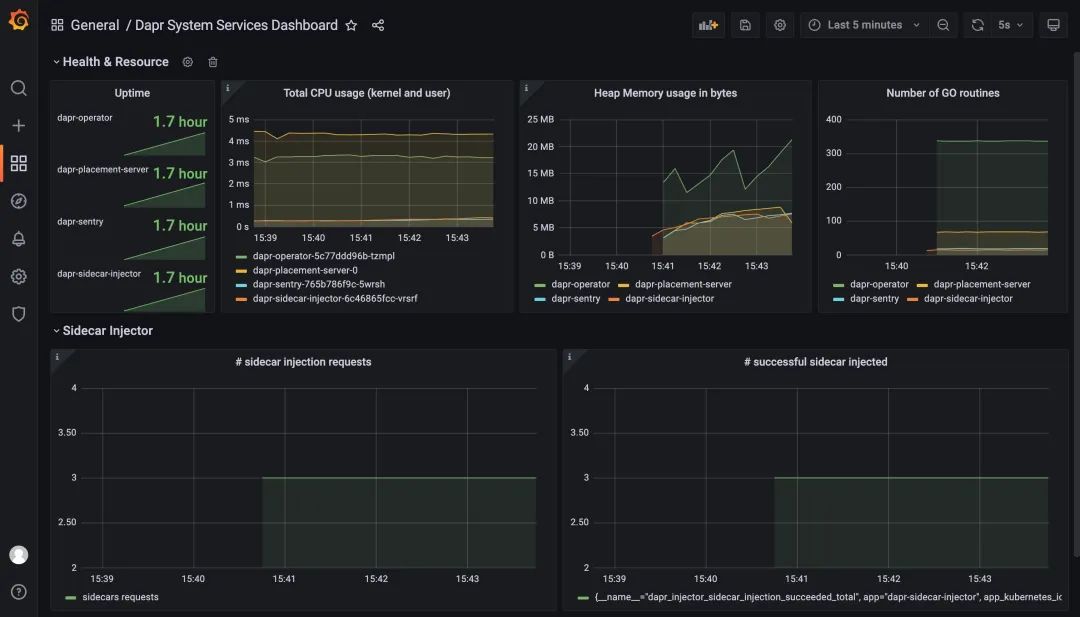 General / Dapr System Services Dashboard
Last 5 minutes
5s
Health & Resource
Uptime
dapr-operator
1.7 hour
dapr-placement-server
1.7 hour
dapr-sentry
1.7 hour
dapr-sidecar-injector
1.7 hour
Total CPU usage (kernel and user)
5 ms
4 ms
3 ms
2 ms
1 ms
0 s
15:39 15:40 15:41 15:42 15:43
dapr-operator-5c77ddd96b-tzmpl
dapr-placement-server-0
dapr-sentry-765b786f9c-5wrsh
dapr-sidecar-injector-6c46865fcc-vrsrf
Heap Memory usage in bytes
25 MB
20 MB
15 MB
10 MB
5 MB
0 B
15:39 15:40 15:41 15:42 15:43
dapr-operator dapr-placement-server
dapr-sentry dapr-sidecar-injector
Number of GO routines
400
300
200
100
0
15:40 15:42
dapr-operator dapr-placement-server
dapr-sentry dapr-sidecar-injector
Sidecar Injector
# sidecar injection requests
4
3.50
3
2.50
2
15:39 15:40 15:41 15:42 15:43
sidecars requests
# successful sidecar injected
4
3.50
3
2.50
2
15:39 15:40 15:41 15:42 15:43
{__name__="dapr_injector_sidecar_injection_succeeded_total", app="dapr-sidecar-injector", app_kubernetes_ic